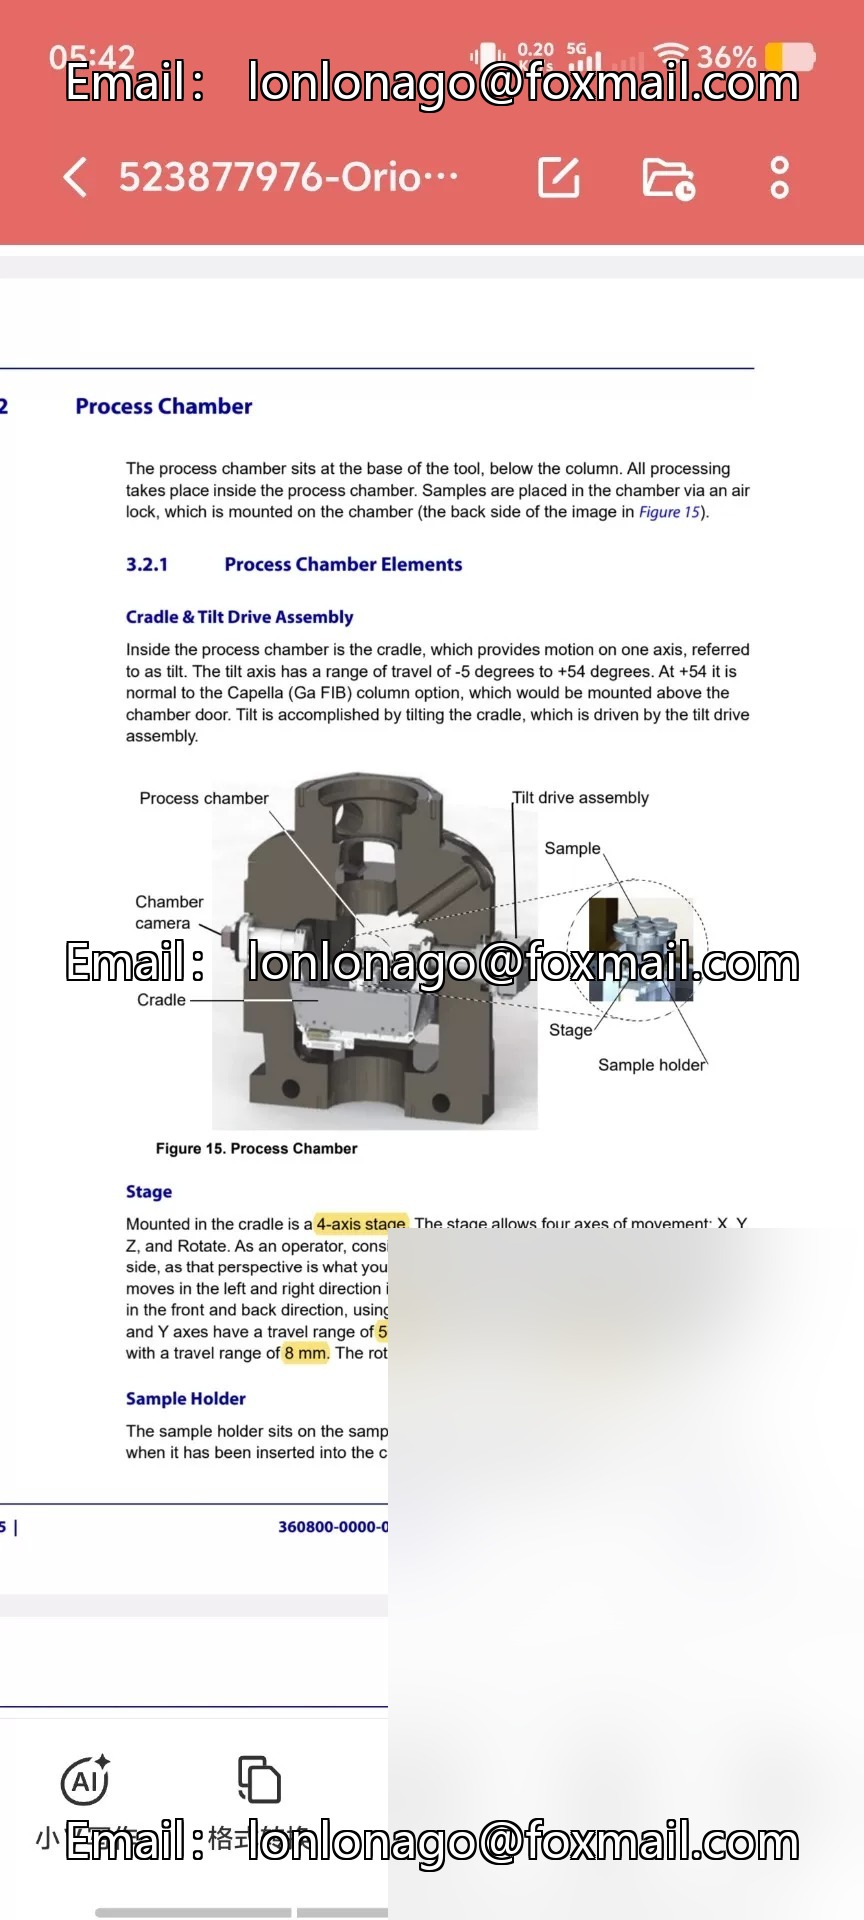 05:42
0.20 5G
36%
Email: lonlonago@foxmail.com
523877976-Orio···
2 Process Chamber
The process chamber sits at the base of the tool, below the column. All processing
takes place inside the process chamber. Samples are placed in the chamber via an air
lock, which is mounted on the chamber (the back side of the image in Figure 15).
3.2.1 Process Chamber Elements
Cradle & Tilt Drive Assembly
Inside the process chamber is the cradle, which provides motion on one axis, referred
to as tilt. The tilt axis has a range of travel of -5 degrees to +54 degrees. At +54 it is
normal to the Capella (Ga FIB) column option, which would be mounted above the
chamber door. Tilt is accomplished by tilting the cradle, which is driven by the tilt drive
assembly.
Process chamber
Tilt drive assembly
Sample
Chamber
camera
Email: lonlonago@foxmail.com
Cradle
Stage
Sample holder
Figure 15. Process Chamber
Stage
Mounted in the cradle is a 4-axis stage. The stage allows four axes of movement: X, Y,
Z, and Rotate. As an operator, consi
side, as that perspective is what you
moves in the left and right direction i
in the front and back direction, using
and Y axes have a travel range of 5
with a travel range of 8 mm. The rot
Sample Holder
The sample holder sits on the samp
when it has been inserted into the c
5 | 360800-0000-0
AI
Email: lonlonago@foxmail.com
格式转换